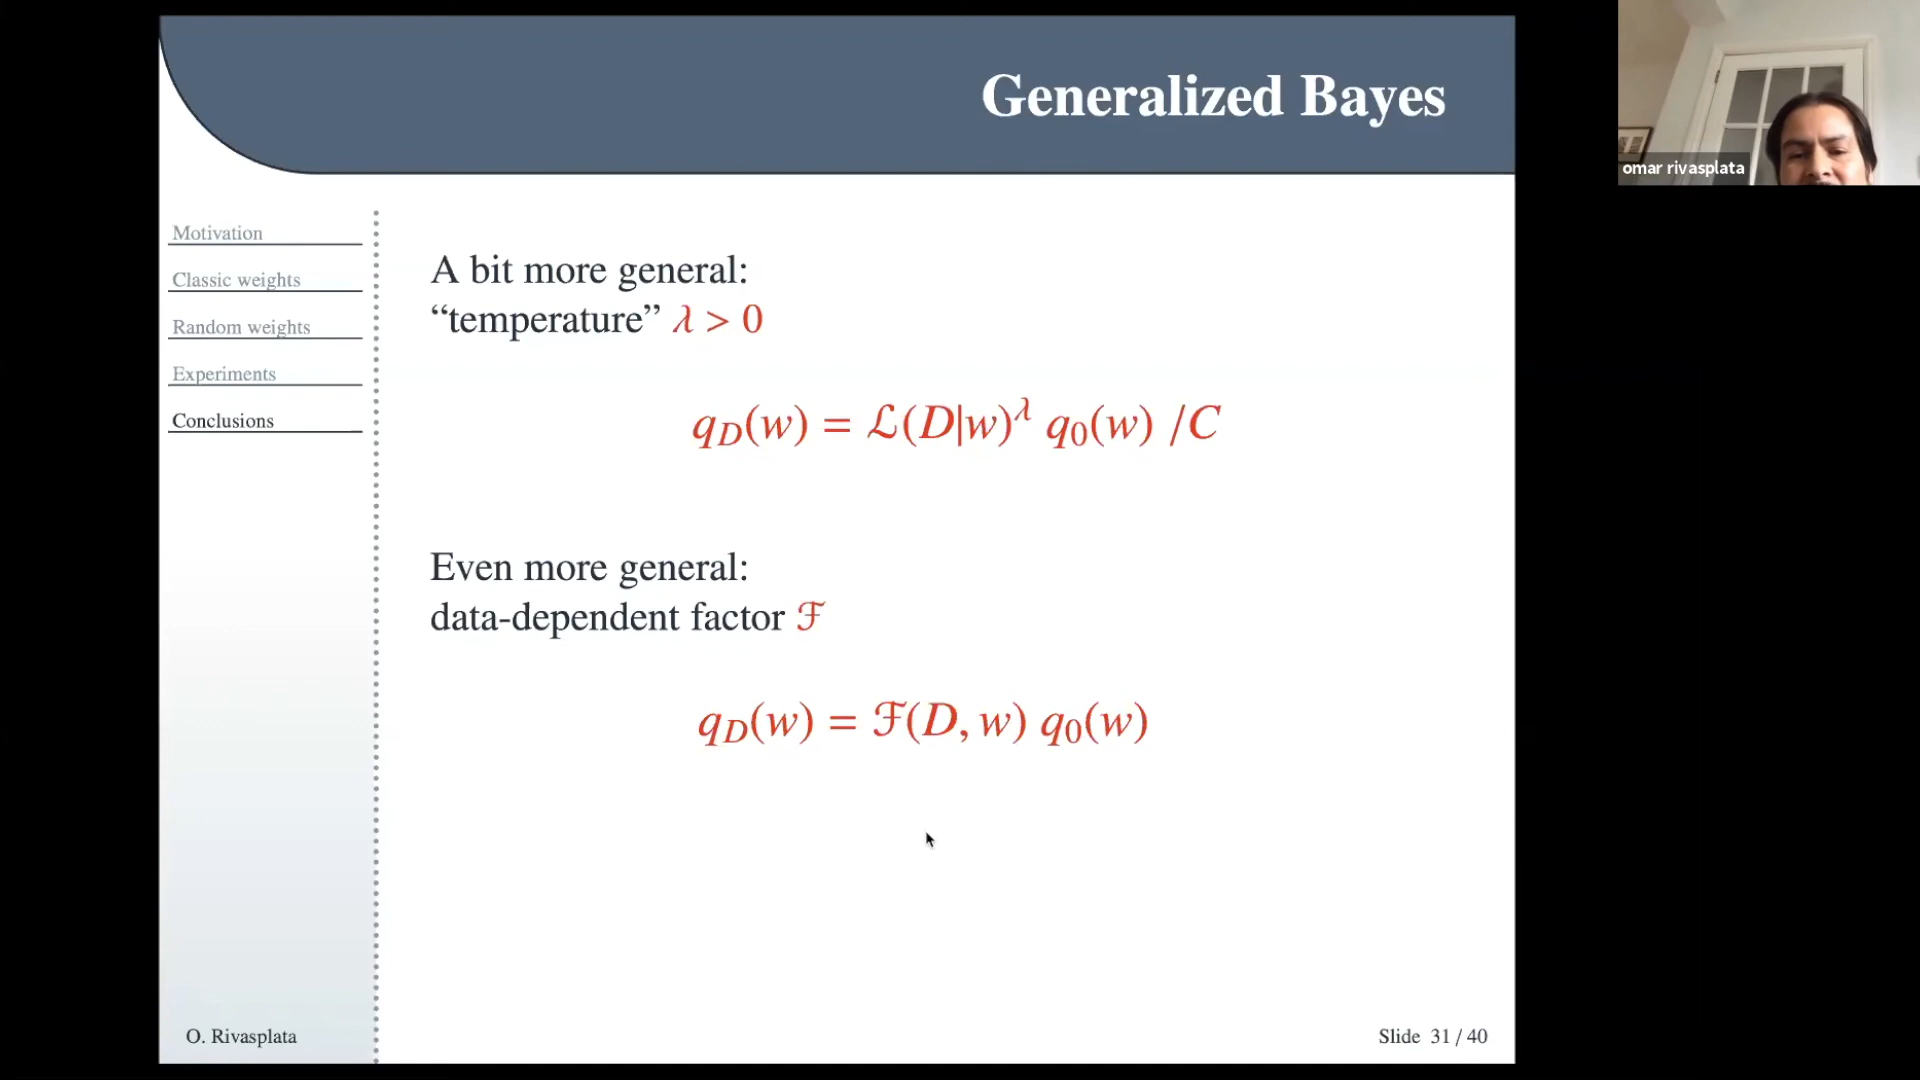 Generalized Bayes
omar rivasplata
Motivation
Classic weights
Random weights
Experiments
Conclusions
A bit more general:
“temperature” λ > 0
q_D(w) = ℒ(D|w)^λ q_0(w) /C
Even more general:
data-dependent factor ℱ
q_D(w) = ℱ(D, w) q_0(w)
O. Rivasplata
Slide 31 / 40